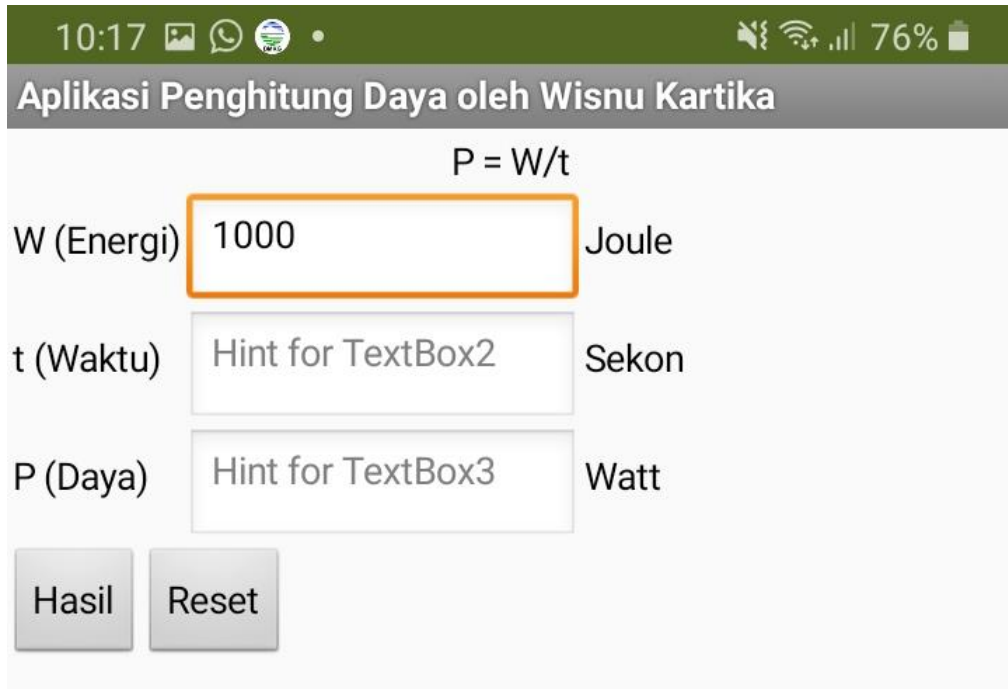 10:17 76%
Aplikasi Penghitung Daya oleh Wisnu Kartika
P = W/t
W (Energi) 1000 Joule
t (Waktu) Hint for TextBox2 Sekon
P (Daya) Hint for TextBox3 Watt
Hasil Reset